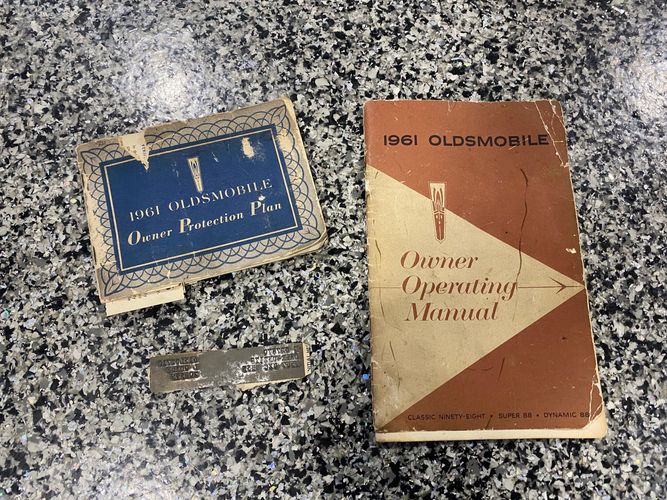 1961 OLDSMOBILE
Owner Protection Plan
1961 OLDSMOBILE
Owner
Operating
Manual
CLASSIC NINETY-EIGHT • SUPER 88 • DYNAMIC 88